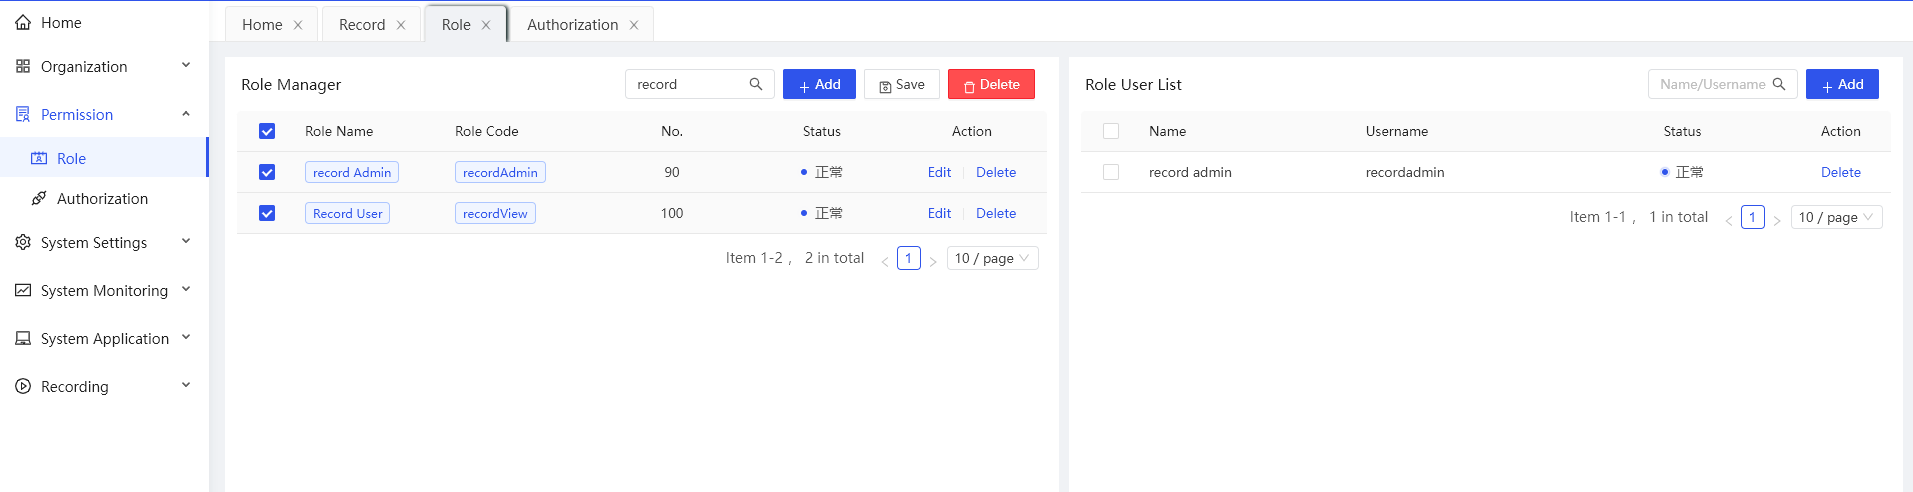 Home
Organization
Permission
Role
Authorization
System Settings
System Monitoring
System Application
Recording
Home Record Role Authorization
Role Manager record Add Save Delete
Role Name Role Code No. Status Action
record Admin recordAdmin 90 正常 Edit Delete
Record User recordView 100 正常 Edit Delete
Item 1-2， 2 in total 1 10 / page
Role User List Name/Username Add
Name Username Status Action
record admin recordadmin 正常 Delete
Item 1-1， 1 in total 1 10 / page